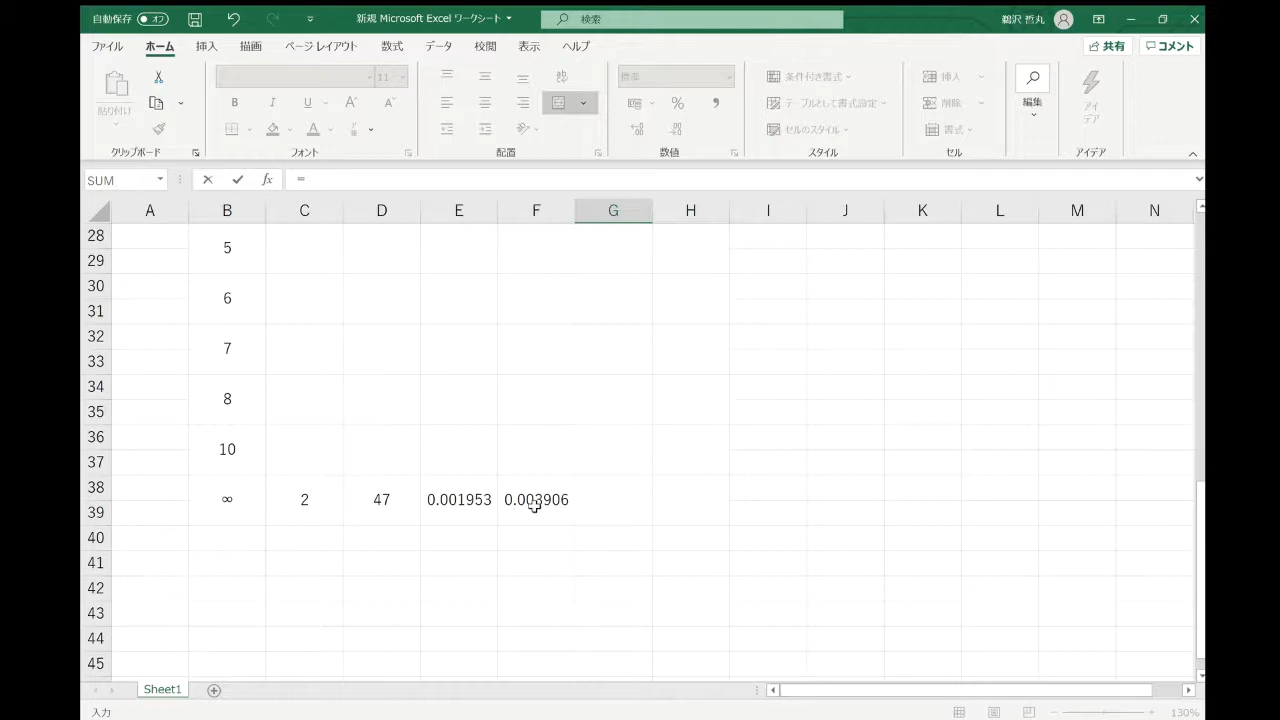 自動保存 オフ 新規 Microsoft Excel ワークシート 検索 鵜沢 哲丸
ファイル ホーム 挿入 描画 ページ レイアウト 数式 データ 校閲 表示 ヘルプ 共有 コメント
貼り付け
クリップボード
11
B I U A A
A
フォント
配置
標準
% ,
数値
条件付き書式
テーブルとして書式設定
セルのスタイル
スタイル
挿入
削除
書式
セル
編集
アイデア
アイデア
SUM fx =
A B C D E F G H I J K L M N
28
5
29
30
6
31
32
7
33
34
8
35
36
10
37
38
∞ 2 47 0.001953 0.003906
39
40
41
42
43
44
45
Sheet1
入力 130%